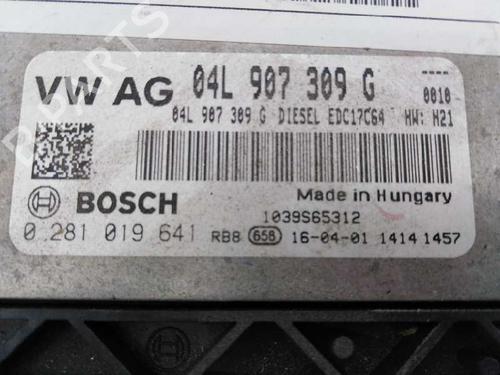 VW AG 04L 907 309 G ----
0010
04L 907 309 G DIESEL EDC17C64 HW: H21
BOSCH
Made in Hungary
1039S65312
0 281 019 641 RB8 658 16-04-01 1414 1457